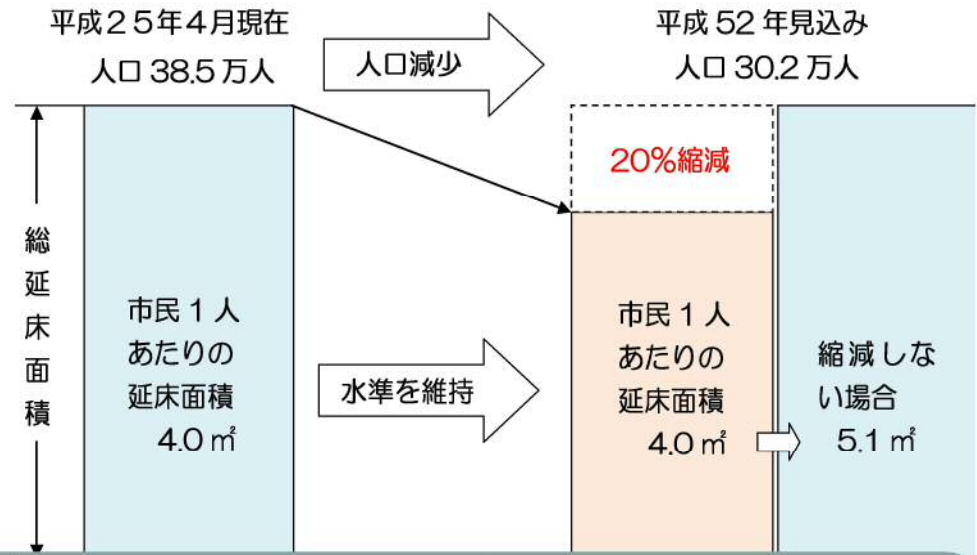 平成25年4月現在
人口 38.5 万人
人口減少
平成 52 年見込み
人口 30.2 万人
20%縮減
総延床面積
市民 1 人
あたりの
延床面積
4.0 ㎡
水準を維持
市民 1 人
あたりの
延床面積
4.0 ㎡
縮減しな
い場合
5.1 ㎡